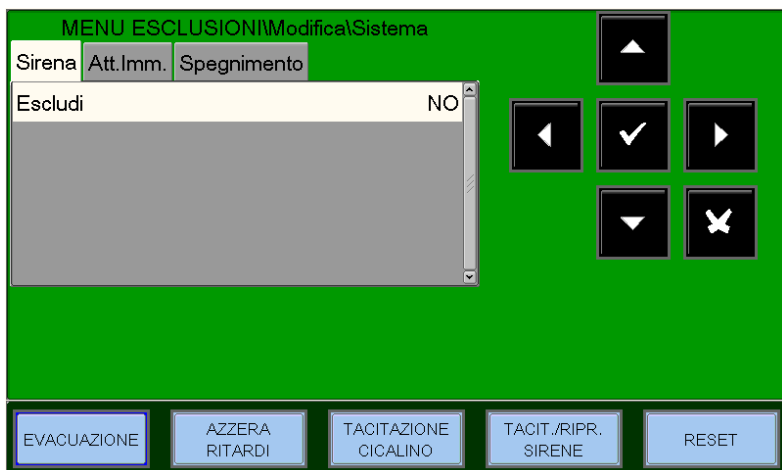 MENU ESCLUSIONI\Modifica\Sistema
Sirena Att.Imm. Spegnimento
Escludi NO
EVACUAZIONE
AZZERA
RITARDI
TACITAZIONE
CICALINO
TACIT./RIPR.
SIRENE
RESET